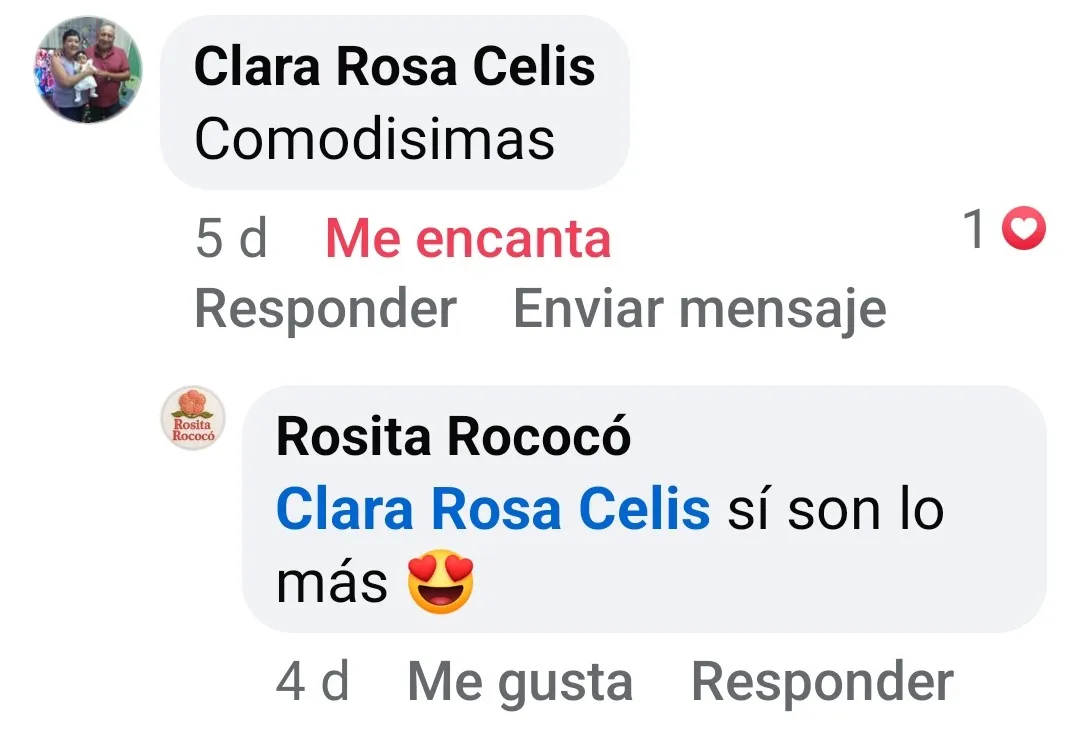 Clara Rosa Celis
Comodisimas
5 d Me encanta 1
Responder Enviar mensaje
Rosita
Rococó
Rosita Rococó
Clara Rosa Celis sí son lo
más 😍
4 d Me gusta Responder